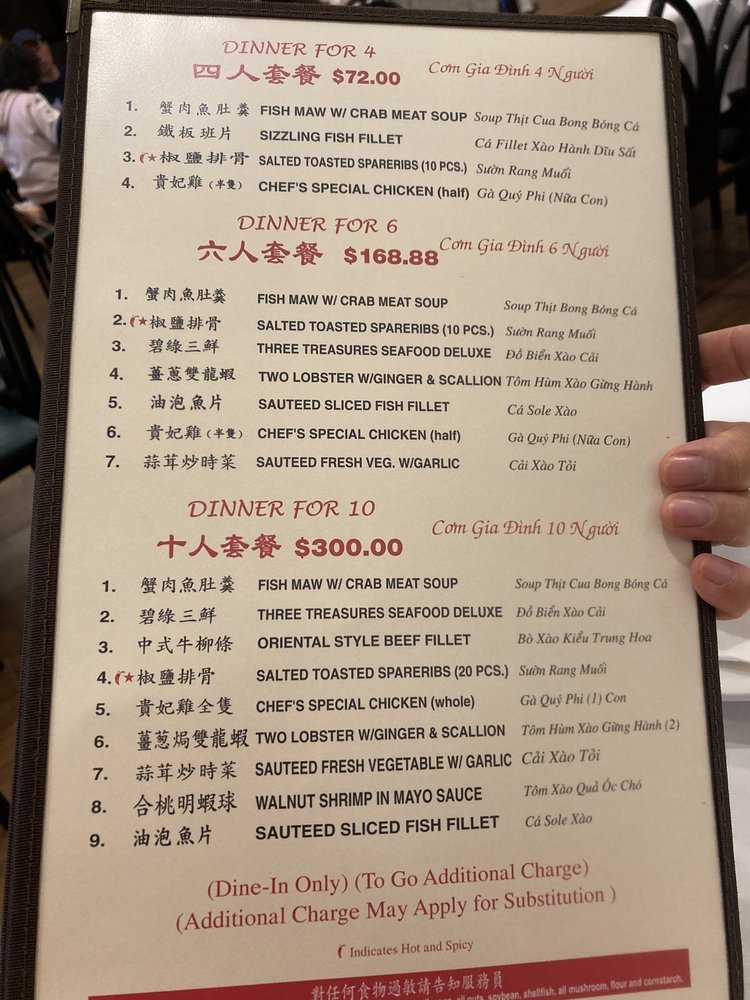 DINNER FOR 4
四人套餐 $72.00 Cơm Gia Đình 4 Người
1. 蟹肉魚肚羹 FISH MAW W/ CRAB MEAT SOUP Soup Thịt Cua Bong Bóng Cá
2. 鐵板班片 SIZZLING FISH FILLET Cá Fillet Xào Hành Dĩu Sất
3. ★椒鹽排骨 SALTED TOASTED SPARERIBS (10 PCS.) Sườn Rang Muối
4. 貴妃雞 (半隻) CHEF'S SPECIAL CHICKEN (half) Gà Quý Phi (Nữa Con)
DINNER FOR 6
六人套餐 $168.88 Cơm Gia Đình 6 Người
1. 蟹肉魚肚羹 FISH MAW W/ CRAB MEAT SOUP Soup Thịt Bong Bóng Cá
2. ★椒鹽排骨 SALTED TOASTED SPARERIBS (10 PCS.) Sườn Rang Muối
3. 碧綠三鮮 THREE TREASURES SEAFOOD DELUXE Đồ Biển Xào Cải
4. 薑蔥雙龍蝦 TWO LOBSTER W/GINGER & SCALLION Tôm Hùm Xào Gừng Hành
5. 油泡魚片 SAUTEED SLICED FISH FILLET Cá Sole Xào
6. 貴妃雞 (半隻) CHEF'S SPECIAL CHICKEN (half) Gà Quý Phi (Nữa Con)
7. 蒜茸炒時菜 SAUTEED FRESH VEG. W/GARLIC Cải Xào Tỏi
DINNER FOR 10
十人套餐 $300.00 Cơm Gia Đình 10 Người
1. 蟹肉魚肚羹 FISH MAW W/ CRAB MEAT SOUP Soup Thịt Cua Bong Bóng Cá
2. 碧綠三鮮 THREE TREASURES SEAFOOD DELUXE Đồ Biển Xào Cải
3. 中式牛柳條 ORIENTAL STYLE BEEF FILLET Bò Xào Kiểu Trung Hoa
4. ★椒鹽排骨 SALTED TOASTED SPARERIBS (20 PCS.) Sườn Rang Muối
5. 貴妃雞全隻 CHEF'S SPECIAL CHICKEN (whole) Gà Quý Phi (1) Con
6. 薑蔥焗雙龍蝦 TWO LOBSTER W/GINGER & SCALLION Tôm Hùm Xào Gừng Hành (2)
7. 蒜茸炒時菜 SAUTEED FRESH VEGETABLE W/ GARLIC Cải Xào Tỏi
8. 合桃明蝦球 WALNUT SHRIMP IN MAYO SAUCE Tôm Xào Quả Óc Chó
9. 油泡魚片 SAUTEED SLICED FISH FILLET Cá Sole Xào
(Dine-In Only) (To Go Additional Charge)
(Additional Charge May Apply for Substitution )
Indicates Hot and Spicy
對任何食物過敏請告知服務員
nuts, soybean, shellfish, all mushroom, flour and cornstarch.